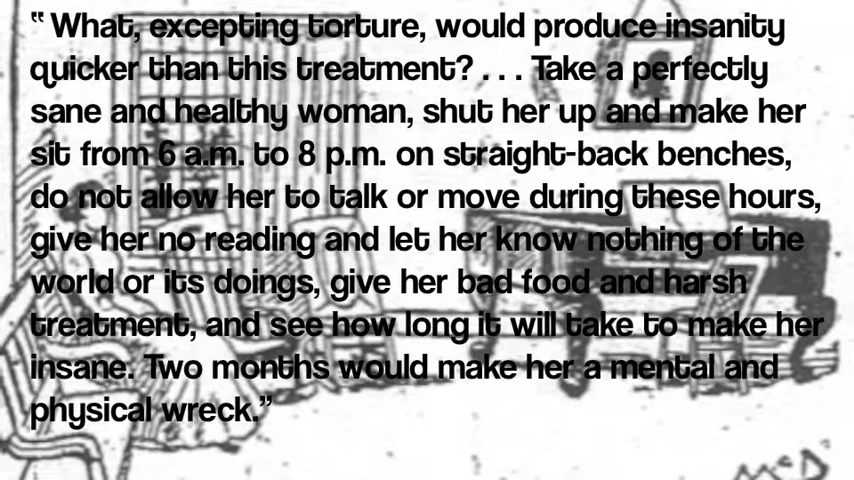 “ What, excepting torture, would produce insanity
quicker than this treatment? . . . Take a perfectly
sane and healthy woman, shut her up and make her
sit from 6 a.m. to 8 p.m. on straight-back benches,
do not allow her to talk or move during these hours,
give her no reading and let her know nothing of the
world or its doings, give her bad food and harsh
treatment, and see how long it will take to make her
insane. Two months would make her a mental and
physical wreck.”
McD